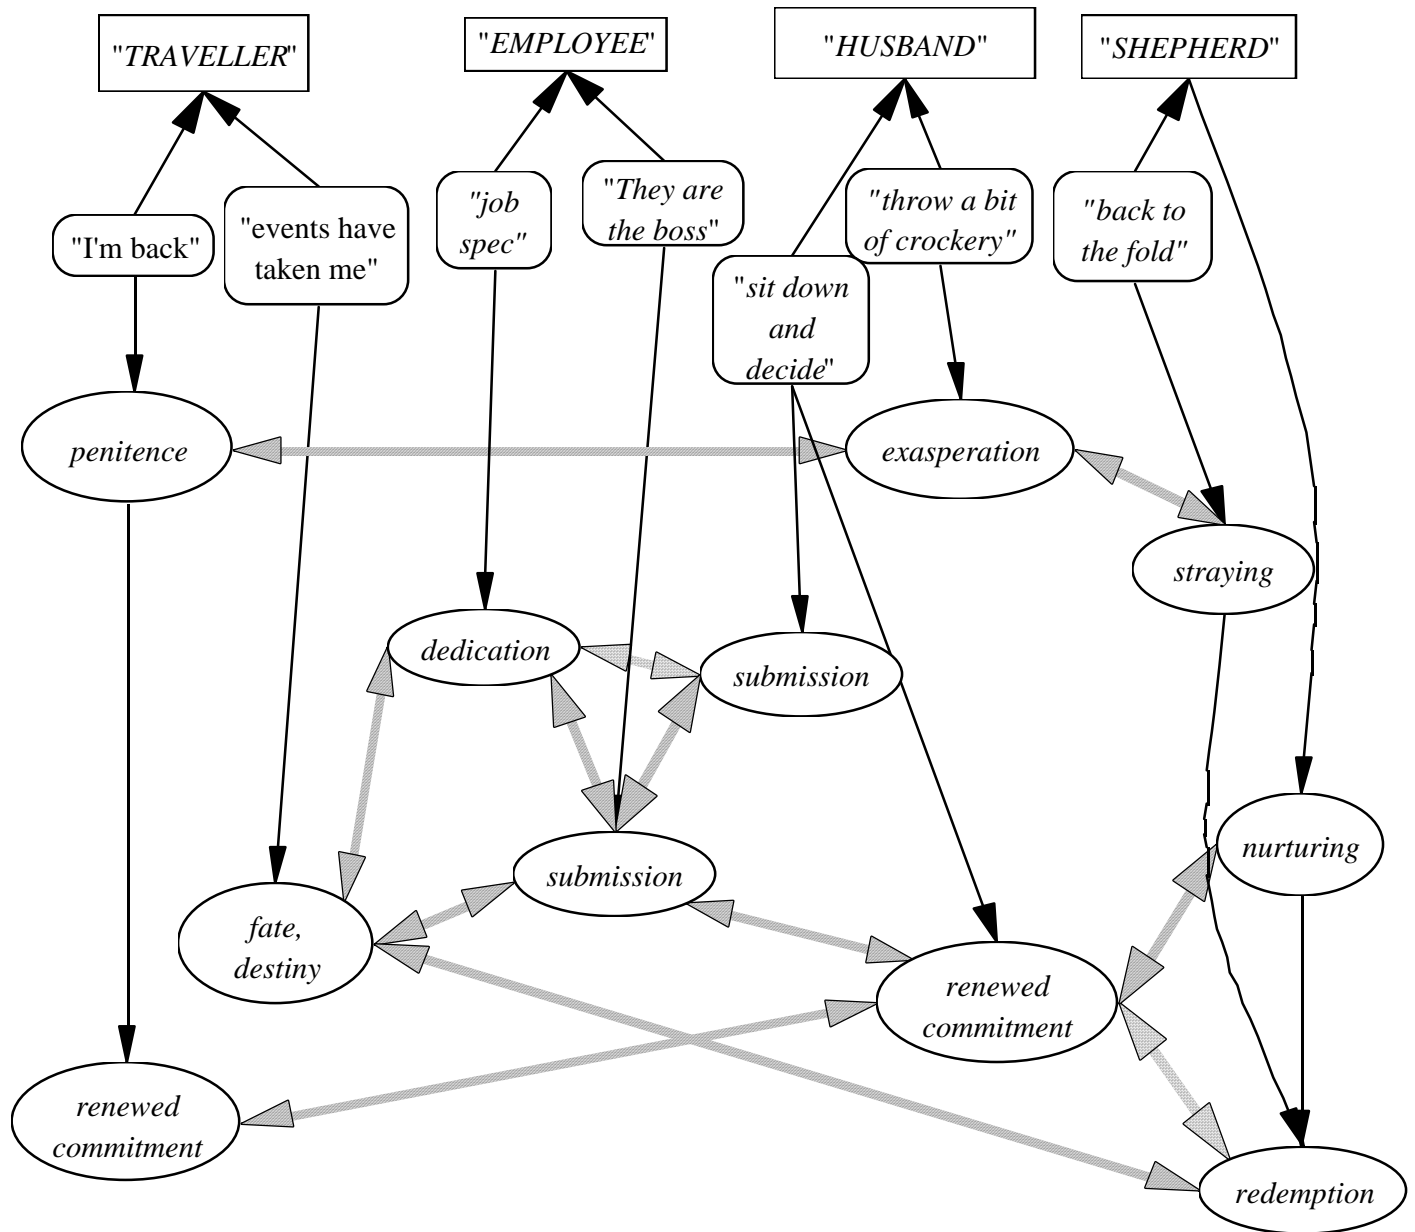 "TRAVELLER"
"EMPLOYEE"
"HUSBAND"
"SHEPHERD"
"I'm back"
"events have
taken me"
"job
spec"
"They are
the boss"
"sit down
and
decide"
"throw a bit
of crockery"
"back to
the fold"
penitence
exasperation
straying
dedication
submission
submission
nurturing
fate,
destiny
renewed
commitment
renewed
commitment
redemption